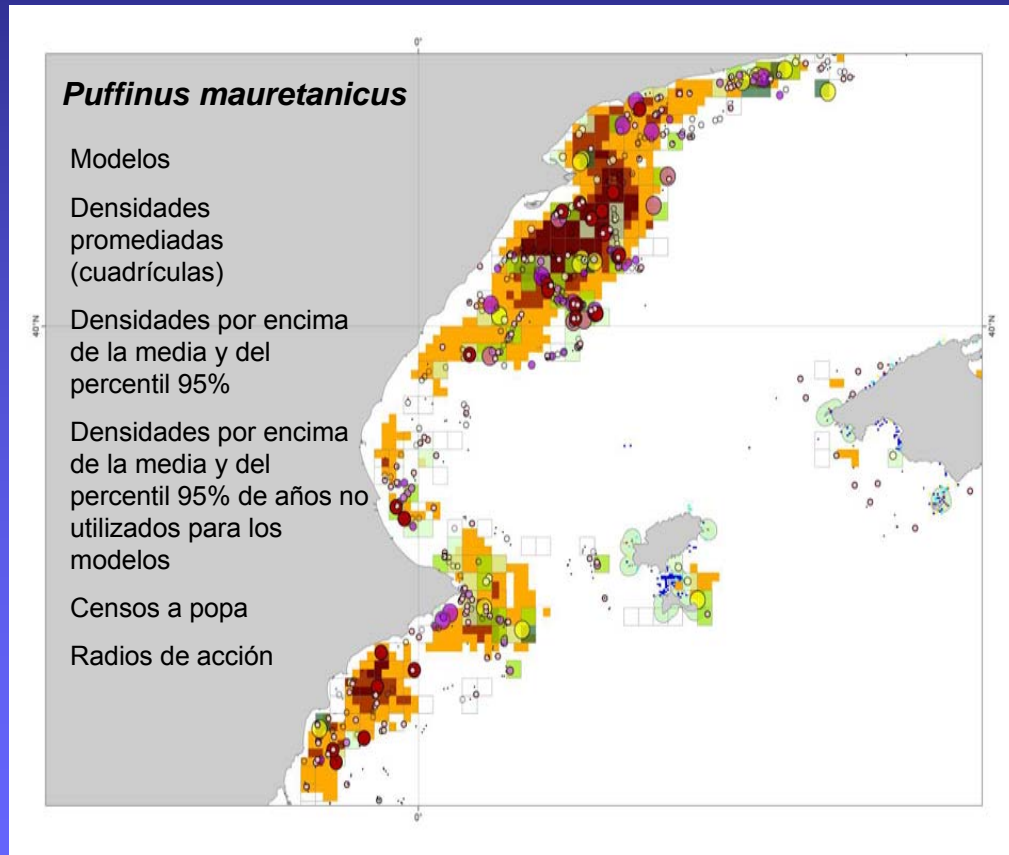 0°
Puffinus mauretanicus
Modelos
Densidades
promediadas
(cuadrículas)
Densidades por encima
de la media y del
percentil 95%
Densidades por encima
de la media y del
percentil 95% de años no
utilizados para los
modelos
Censos a popa
Radios de acción
40°N
40°N
0°